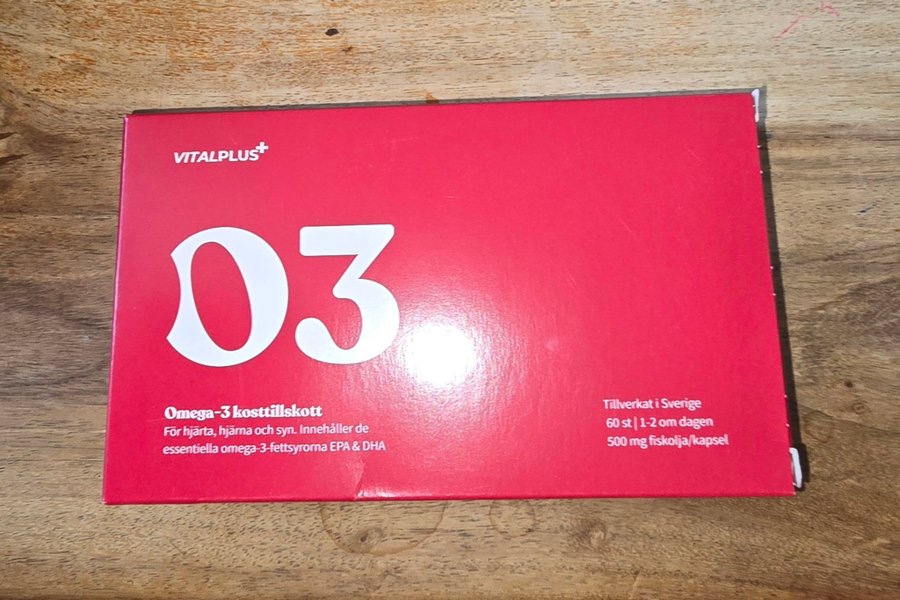 VITALPLUS+
O3
Omega-3 kosttillskott
För hjärta, hjärna och syn. Innehåller de
essentiella omega-3-fettsyrorna EPA & DHA
Tillverkat i Sverige
60 st | 1-2 om dagen
500 mg fiskolja/kapsel